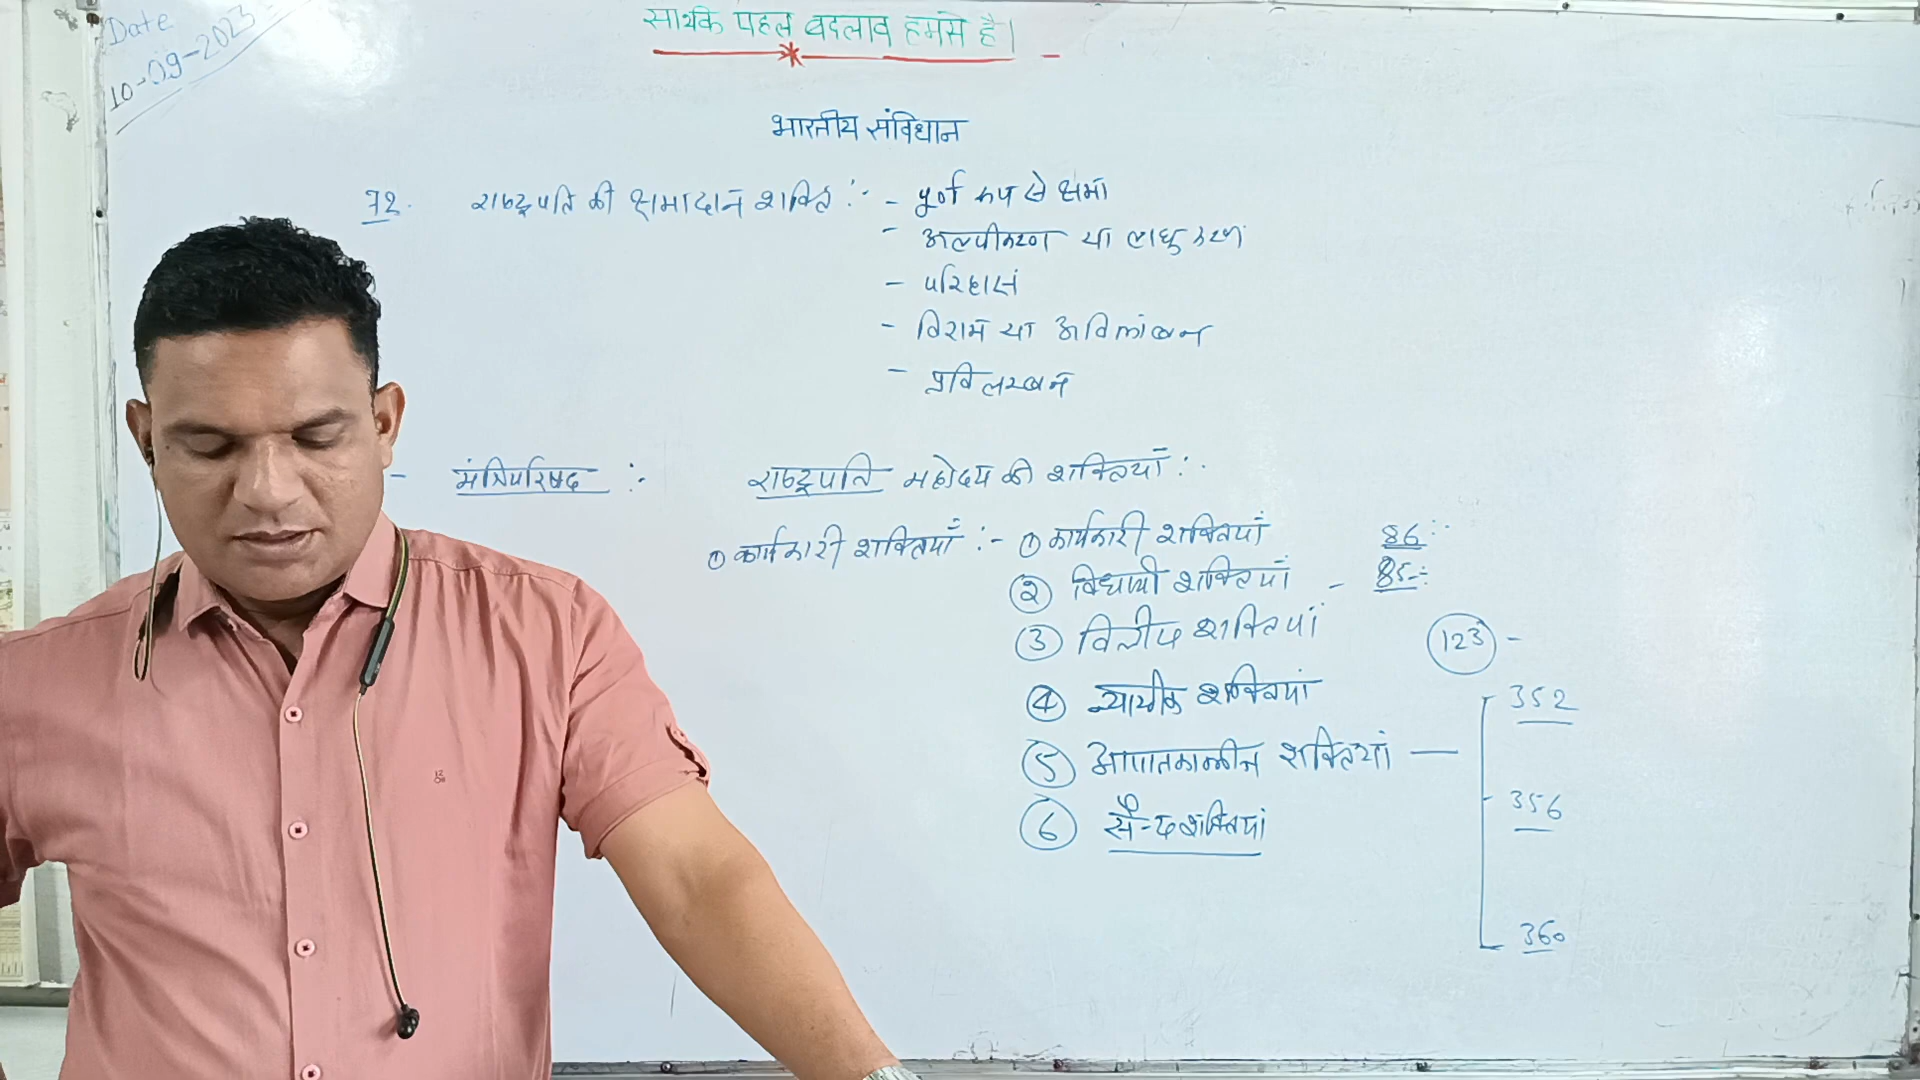 Date
10-09-2023
सार्थक पहल बदलाव हमसे है।
भारतीय संविधान
72. राष्ट्रपति की क्षमादान शक्ति :- - पूर्ण रूप से क्षमा
- अल्पीकरण या लघुकरण
- परिहास
- विराम या अविलंबन
- प्रविलम्बन
- मंत्रिपरिषद :- राष्ट्रपति महोदय की शक्तियाँ :-
① कार्यकारी शक्तियाँ :- ① कार्यकारी शक्तियां 86 :-
② विधायी शक्तियाँ - 85 :-
③ वित्तीय शक्तियां 123 -
④ न्यायीक शक्तियां 352
⑤ आपातकालीन शक्तियां —
356
⑥ सैन्य शक्तियां
360